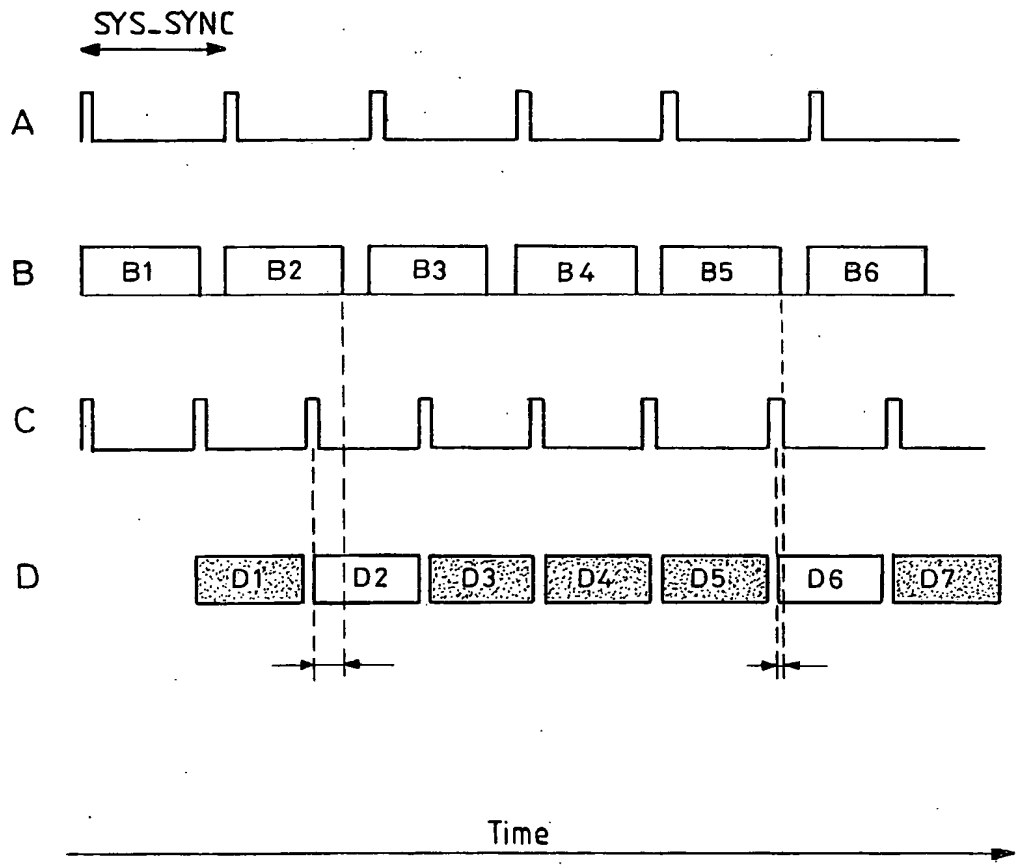 SYS_SYNC
A
B
B1 B2 B3 B4 B5 B6
C
D
D1 D2 D3 D4 D5 D6 D7
Time